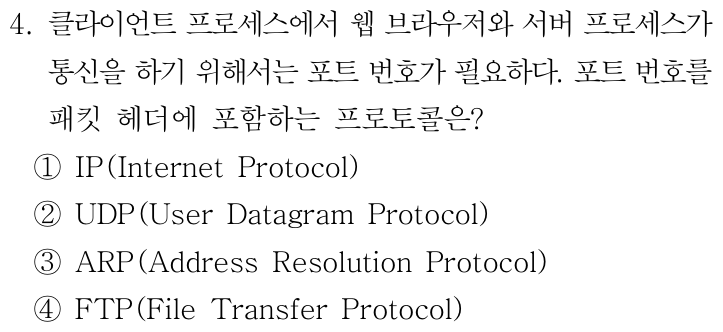 4. 클라이언트 프로세스에서 웹 브라우저와 서버 프로세스가
통신을 하기 위해서는 포트 번호가 필요하다. 포트 번호를
패킷 헤더에 포함하는 프로토콜은?
① IP(Internet Protocol)
② UDP(User Datagram Protocol)
③ ARP(Address Resolution Protocol)
④ FTP(File Transfer Protocol)